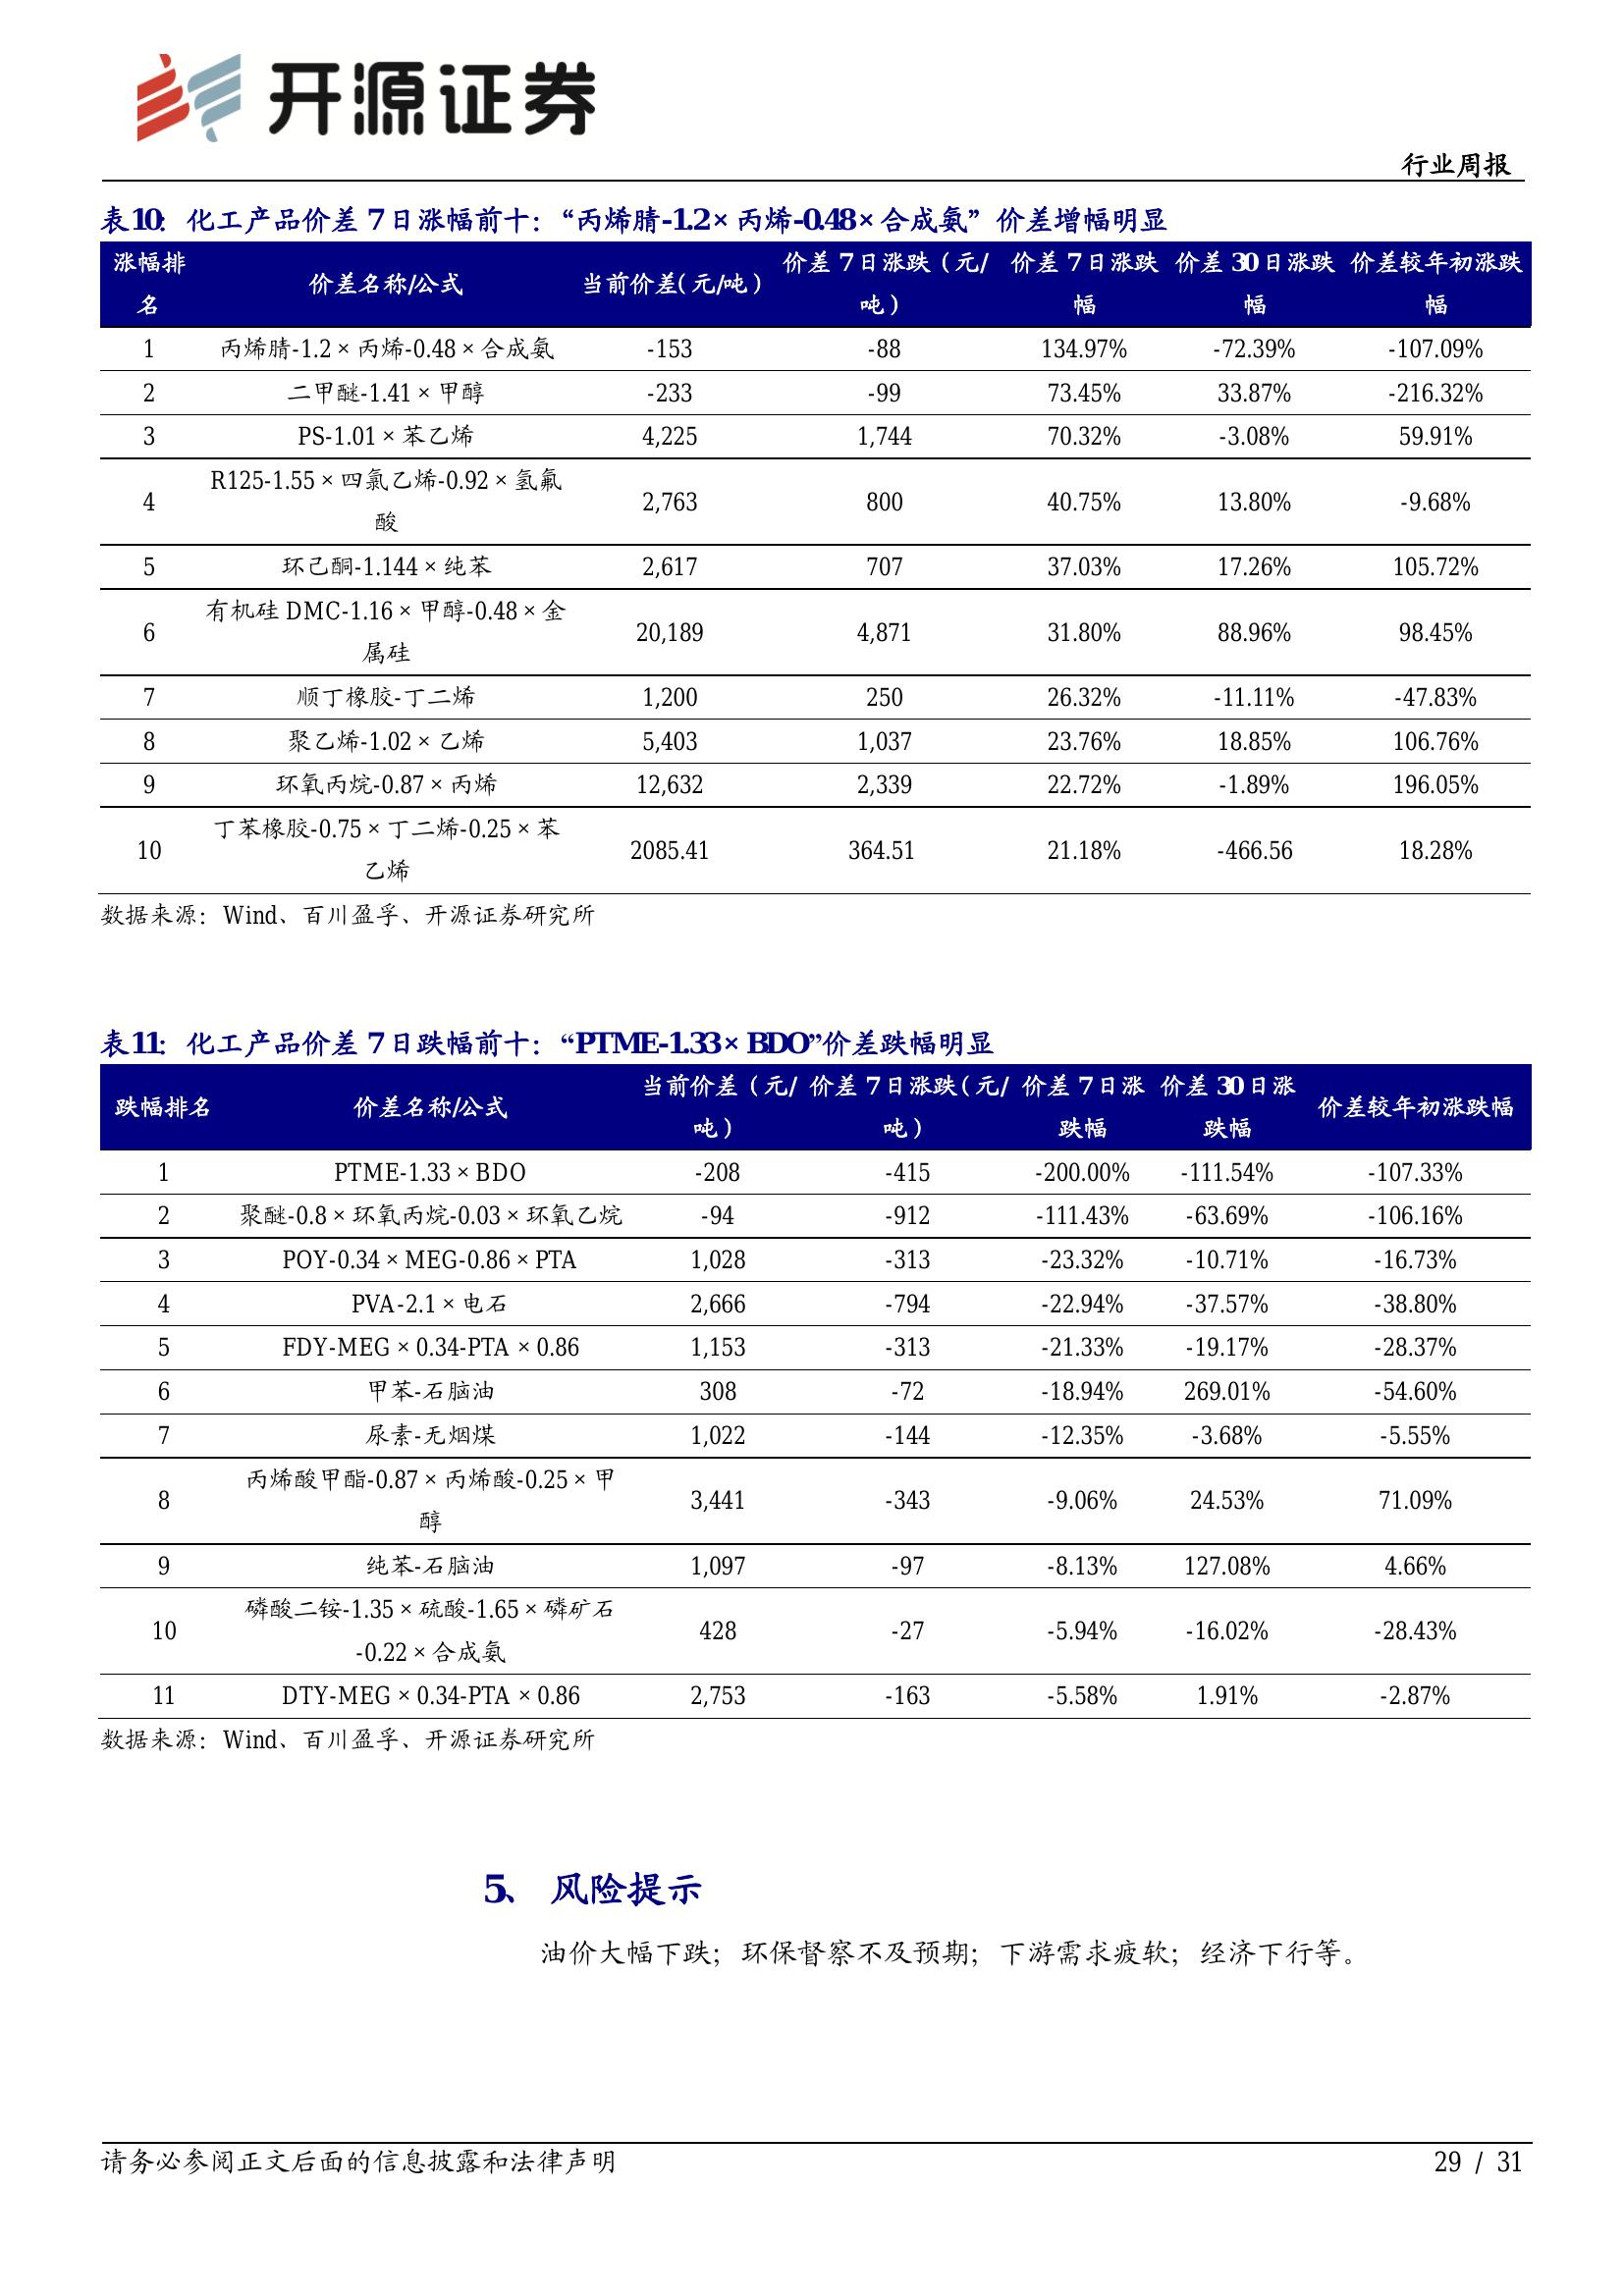 开源证券
行业周报
表10：化工产品价差 7 日涨幅前十：“丙烯腈-1.2×丙烯-0.48×合成氨”价差增幅明显
涨幅排名 价差名称/公式 当前价差（元/吨） 价差 7 日涨跌（元/吨） 价差 7 日涨跌幅 价差 30 日涨跌幅 价差较年初涨跌幅
1 丙烯腈-1.2×丙烯-0.48×合成氨 -153 -88 134.97% -72.39% -107.09%
2 二甲醚-1.41×甲醇 -233 -99 73.45% 33.87% -216.32%
3 PS-1.01×苯乙烯 4,225 1,744 70.32% -3.08% 59.91%
4 R125-1.55×四氯乙烯-0.92×氢氟酸 2,763 800 40.75% 13.80% -9.68%
5 环己酮-1.144×纯苯 2,617 707 37.03% 17.26% 105.72%
6 有机硅 DMC-1.16×甲醇-0.48×金属硅 20,189 4,871 31.80% 88.96% 98.45%
7 顺丁橡胶-丁二烯 1,200 250 26.32% -11.11% -47.83%
8 聚乙烯-1.02×乙烯 5,403 1,037 23.76% 18.85% 106.76%
9 环氧丙烷-0.87×丙烯 12,632 2,339 22.72% -1.89% 196.05%
10 丁苯橡胶-0.75×丁二烯-0.25×苯乙烯 2085.41 364.51 21.18% -466.56 18.28%
数据来源：Wind、百川盈孚、开源证券研究所
表11：化工产品价差 7 日跌幅前十：“PTME-1.33×BDO”价差跌幅明显
跌幅排名 价差名称/公式 当前价差（元/吨） 价差 7 日涨跌（元/吨） 价差 7 日涨跌幅 价差 30 日涨跌幅 价差较年初涨跌幅
1 PTME-1.33×BDO -208 -415 -200.00% -111.54% -107.33%
2 聚醚-0.8×环氧丙烷-0.03×环氧乙烷 -94 -912 -111.43% -63.69% -106.16%
3 POY-0.34×MEG-0.86×PTA 1,028 -313 -23.32% -10.71% -16.73%
4 PVA-2.1×电石 2,666 -794 -22.94% -37.57% -38.80%
5 FDY-MEG×0.34-PTA×0.86 1,153 -313 -21.33% -19.17% -28.37%
6 甲苯-石脑油 308 -72 -18.94% 269.01% -54.60%
7 尿素-无烟煤 1,022 -144 -12.35% -3.68% -5.55%
8 丙烯酸甲酯-0.87×丙烯酸-0.25×甲醇 3,441 -343 -9.06% 24.53% 71.09%
9 纯苯-石脑油 1,097 -97 -8.13% 127.08% 4.66%
10 磷酸二铵-1.35×硫酸-1.65×磷矿石-0.22×合成氨 428 -27 -5.94% -16.02% -28.43%
11 DTY-MEG×0.34-PTA×0.86 2,753 -163 -5.58% 1.91% -2.87%
数据来源：Wind、百川盈孚、开源证券研究所
5、 风险提示
油价大幅下跌；环保督察不及预期；下游需求疲软；经济下行等。
请务必参阅正文后面的信息披露和法律声明
29 / 31